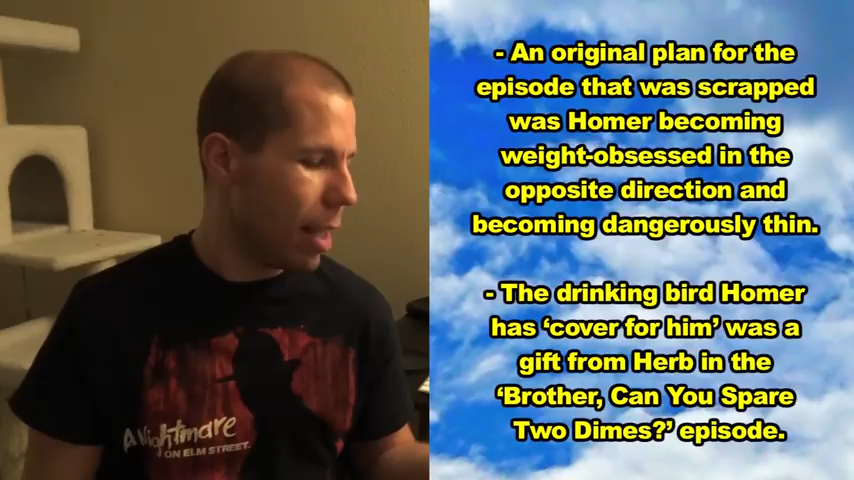 A Nightmare
ON ELM STREET.
- An original plan for the
episode that was scrapped
was Homer becoming
weight-obsessed in the
opposite direction and
becoming dangerously thin.
- The drinking bird Homer
has ‘cover for him’ was a
gift from Herb in the
‘Brother, Can You Spare
Two Dimes?’ episode.